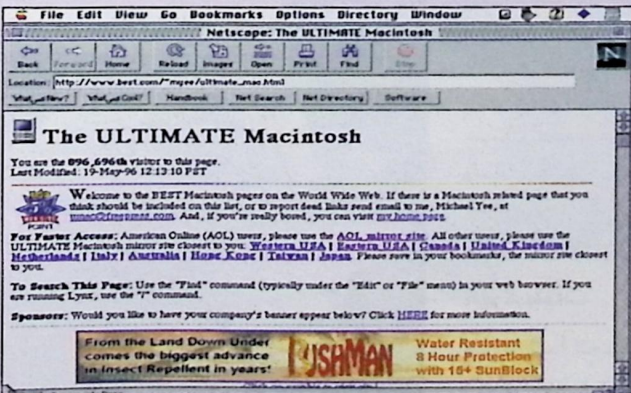 File Edit View Go Bookmarks Options Directory Window
Netscape: The ULTIMATE Macintosh
Back Forward Home Reload Images Open Print Find Stop
N
Location: http://www.best.com/~myee/ultimate_mac.html
What's New? What's Cool? Handbook Net Search Net Directory Software
The ULTIMATE Macintosh
You are the 896,696th visitor to this page.
Last Modified: 19-May-96 12:13:10 PST
Welcome to the BEST Macintosh pages on the World Wide Web. If there is a Macintosh related page that you
think should be included on this list, or to report dead links send email to me, Michael Yee, at
And, if you're really bored, you can visit my home page.
POINT
For Faster Access: American Online (AOL) users, please use the AOL mirror site. All other users, please use the
ULTIMATE Macintosh mirror site closest to you: Western USA | Eastern USA | Canada | United Kingdom |
Netherlands | Italy | Australia | Hong Kong | Taiwan | Japan. Please save in your bookmarks, the mirror site closest
to you.
To Search This Page: Use the "Find" command (typically under the "Edit" or "File" menu) in your web browser. If you
are running Lynx, use the "/" command.
Sponsors: Would you like to have your company's banner appear below? Click HERE for more information.
From the Land Down Under
comes the biggest advance
in Insect Repellent in years!
BUSHMAN
Water Resistant
8 Hour Protection
with 15+ SunBlock